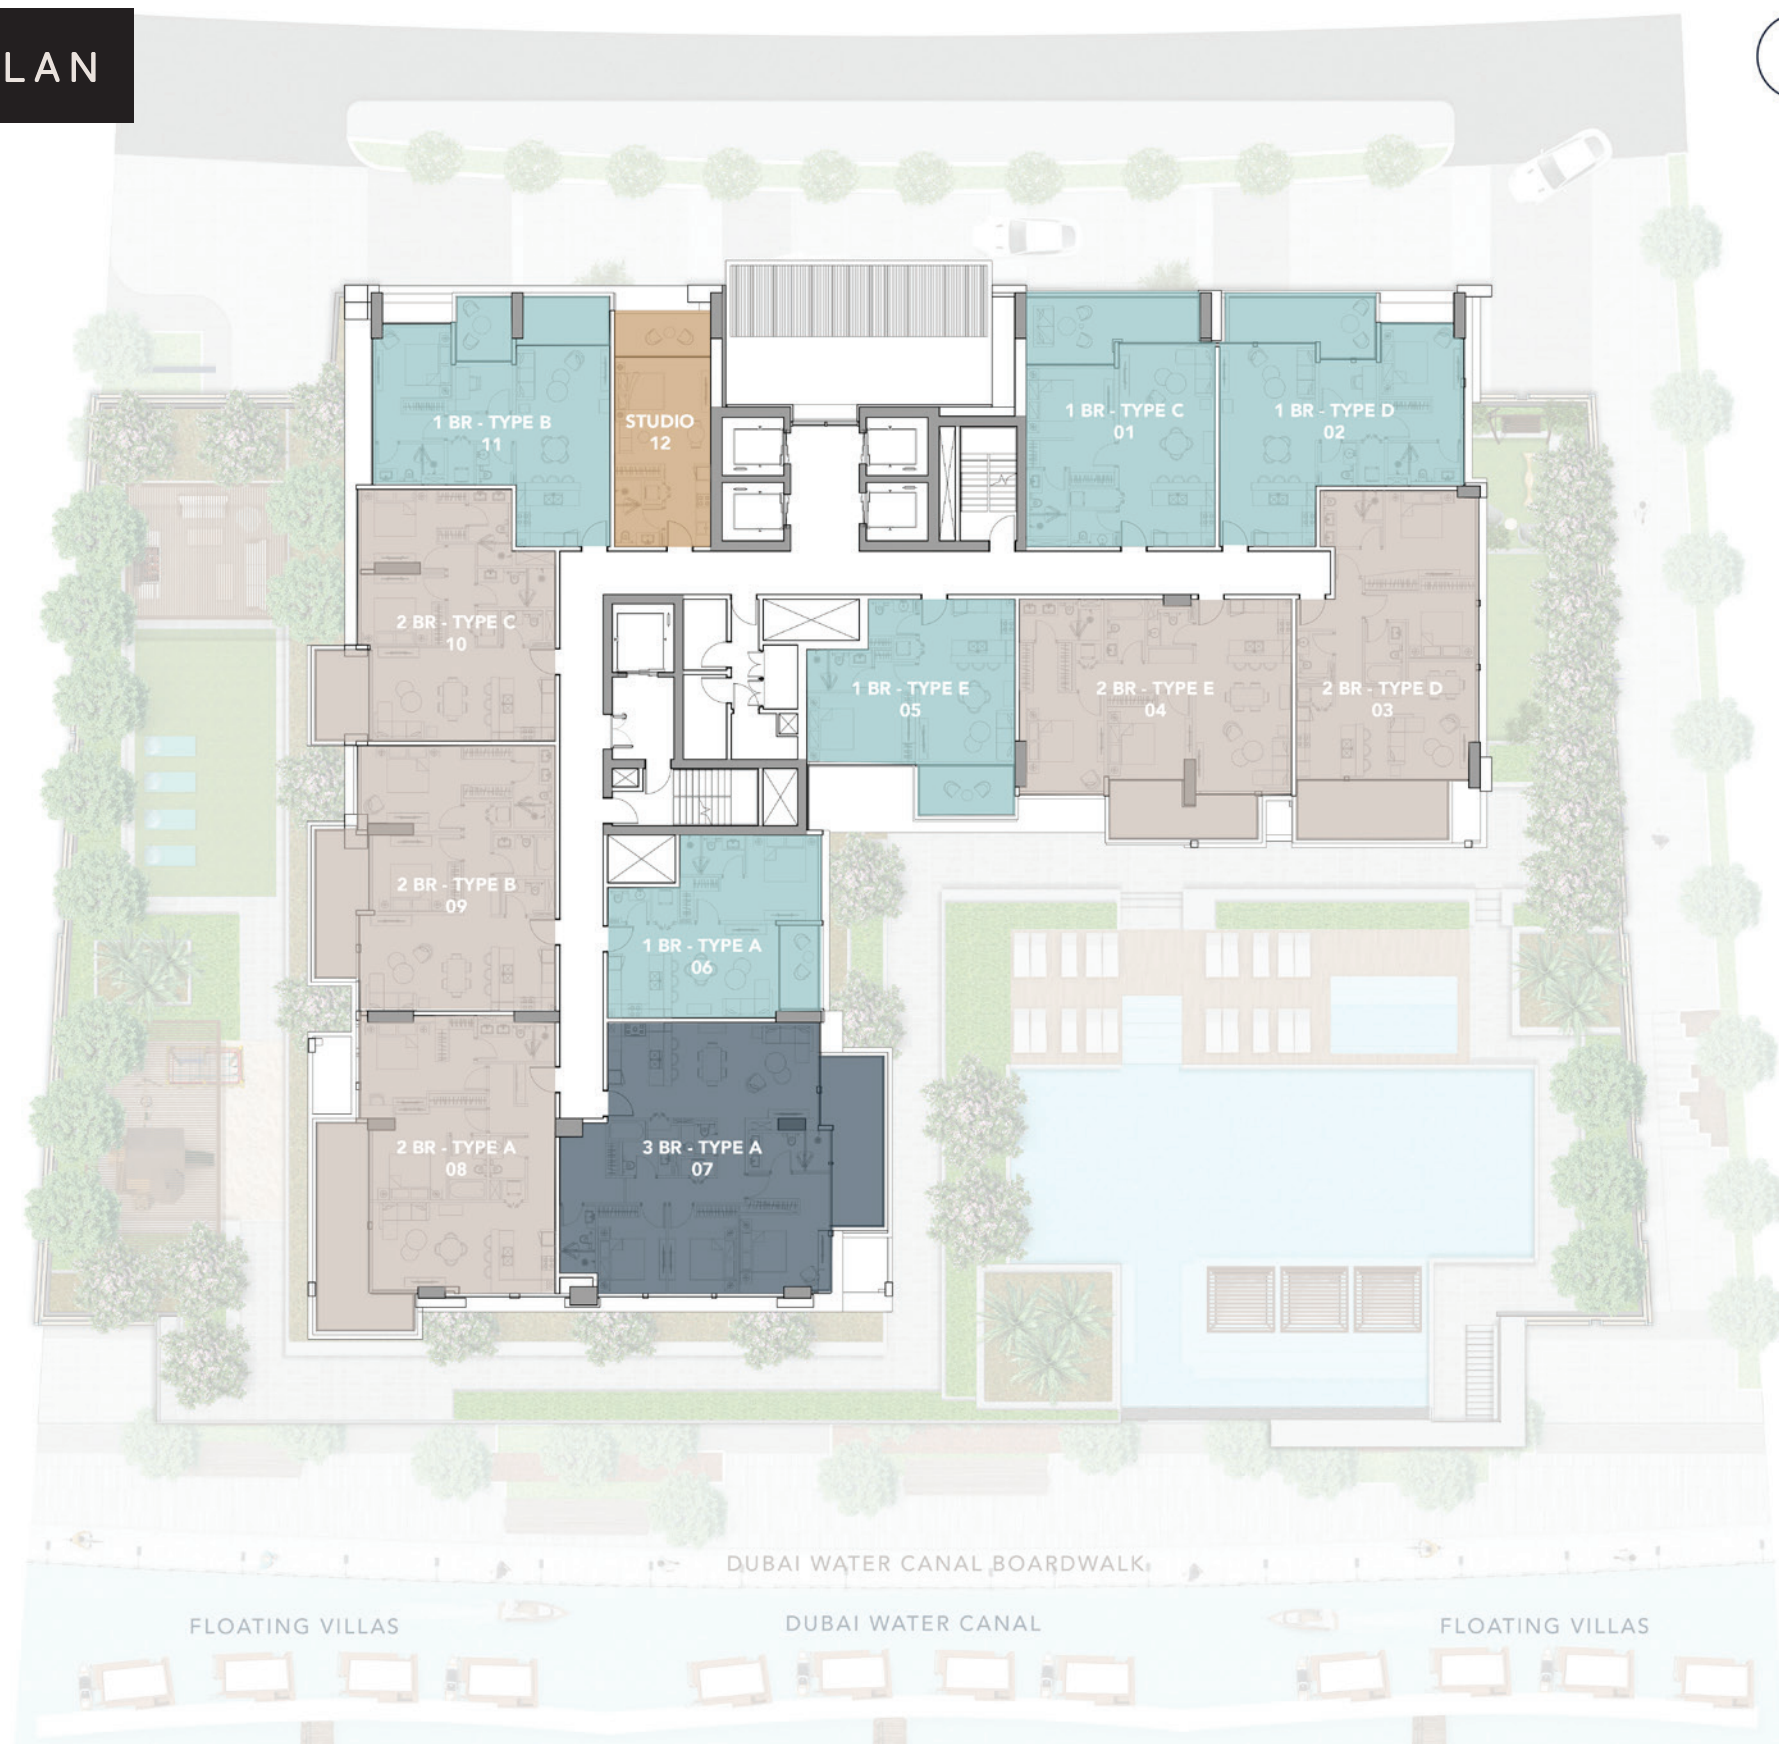 LAN
1 BR - TYPE B
11
STUDIO
12
1 BR - TYPE C
01
1 BR - TYPE D
02
2 BR - TYPE C
10
1 BR - TYPE E
05
2 BR - TYPE E
04
2 BR - TYPE D
03
2 BR - TYPE B
09
1 BR - TYPE A
06
2 BR - TYPE A
08
3 BR - TYPE A
07
DUBAI WATER CANAL BOARDWALK
FLOATING VILLAS
DUBAI WATER CANAL
FLOATING VILLAS